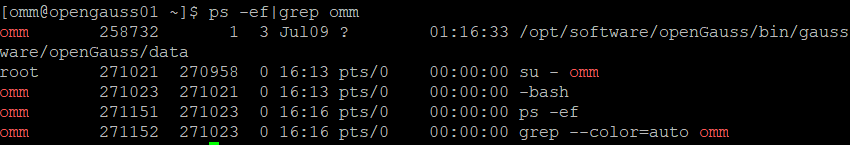 [omm@opengauss01 ~]$ ps -ef|grep omm
omm 258732 1 3 Jul09 ? 01:16:33 /opt/software/openGauss/bin/gauss
ware/openGauss/data
root 271021 270958 0 16:13 pts/0 00:00:00 su - omm
omm 271023 271021 0 16:13 pts/0 00:00:00 -bash
omm 271151 271023 0 16:16 pts/0 00:00:00 ps -ef
omm 271152 271023 0 16:16 pts/0 00:00:00 grep --color=auto omm